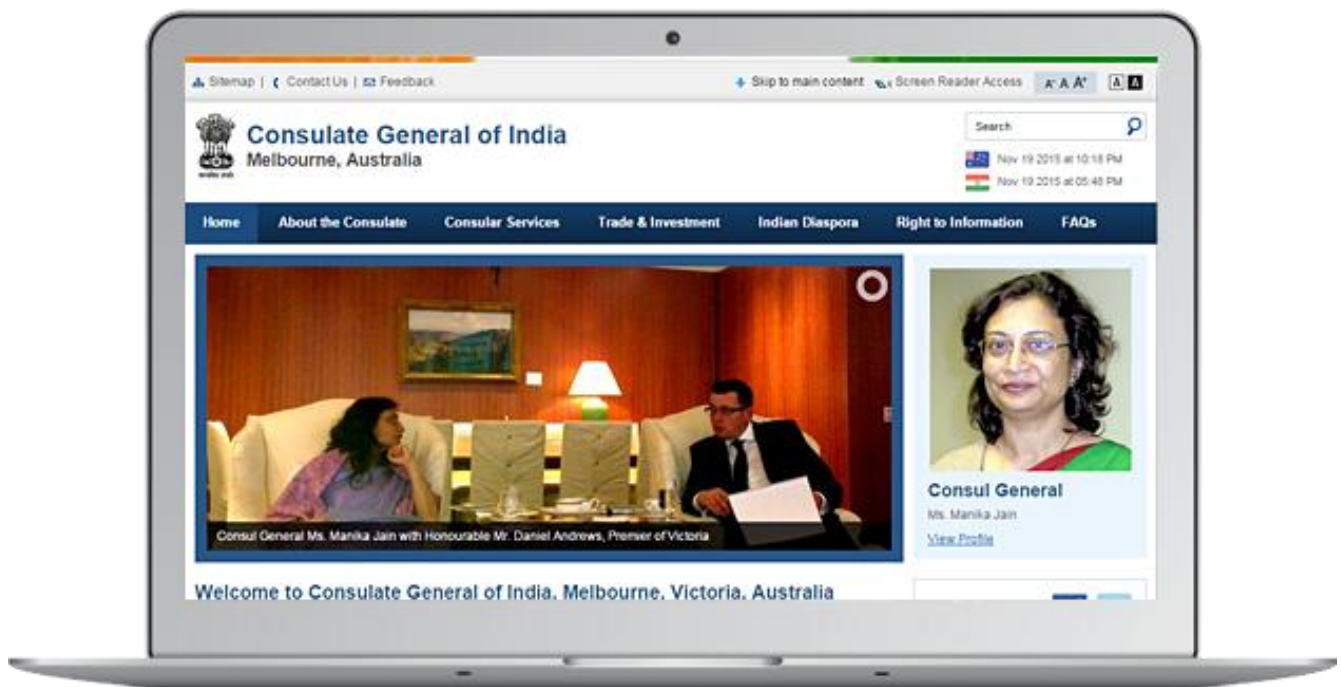 Sitemap | Contact Us | Feedback
Skip to main content Screen Reader Access A- A A+ A A
Consulate General of India
Melbourne, Australia
Search
Nov 19 2015 at 10:18 PM
Nov 19 2015 at 05:48 PM
Home About the Consulate Consular Services Trade & Investment Indian Diaspora Right to Information FAQs
Consul General Ms. Manika Jain with Honourable Mr. Daniel Andrews, Premier of Victoria
Consul General
Ms. Manika Jain
View Profile
Welcome to Consulate General of India, Melbourne, Victoria, Australia